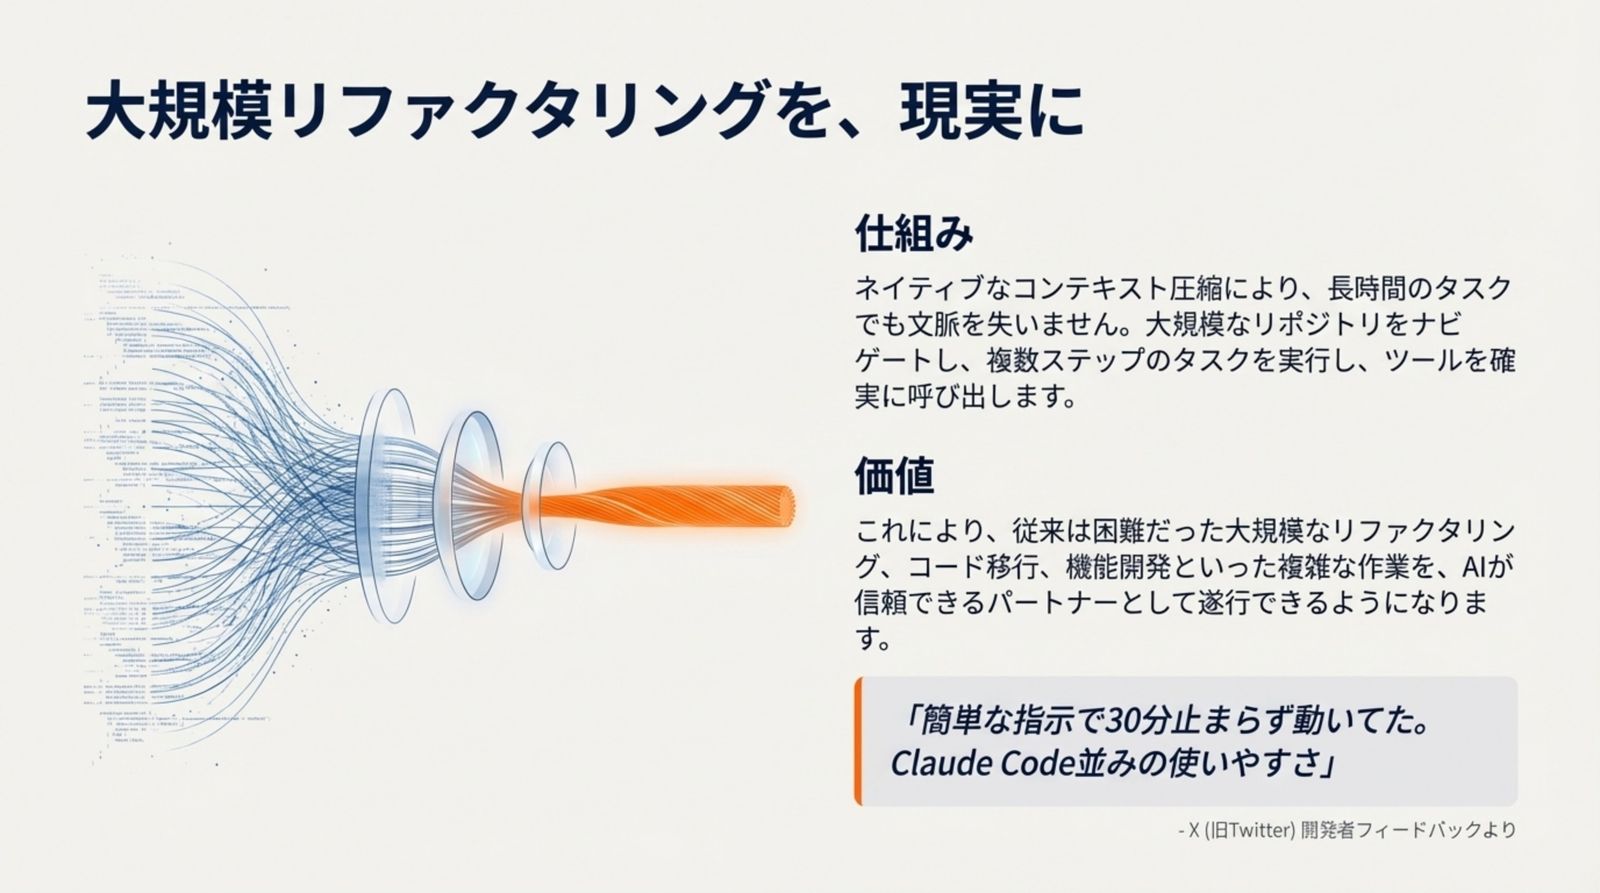 大規模リファクタリングを、現実に
仕組み
ネイティブなコンテキスト圧縮により、長時間のタスク
でも文脈を失いません。大規模なリポジトリをナビ
ゲートし、複数ステップのタスクを実行し、ツールを確
実に呼び出します。
価値
これにより、従来は困難だった大規模なリファクタリン
グ、コード移行、機能開発といった複雑な作業を、AIが
信頼できるパートナーとして遂行できるようになりま
す。
「簡単な指示で30分止まらず動いてた。
Claude Code並みの使いやすさ」
- X (旧Twitter) 開発者フィードバックより